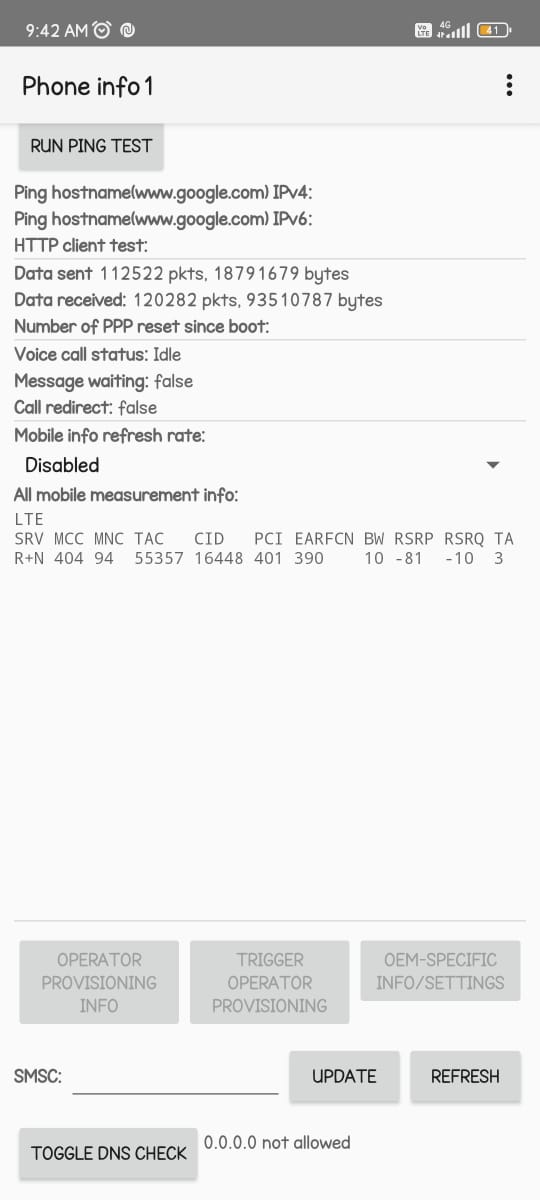 9:42 AM
VO LTE 4G 41
Phone info1
RUN PING TEST
Ping hostname(www.google.com) IPv4:
Ping hostname(www.google.com) IPv6:
HTTP client test:
Data sent 112522 pkts, 18791679 bytes
Data received: 120282 pkts, 93510787 bytes
Number of PPP reset since boot:
Voice call status: Idle
Message waiting: false
Call redirect: false
Mobile info refresh rate:
Disabled
All mobile measurement info:
LTE
SRV MCC MNC TAC CID PCI EARFCN BW RSRP RSRQ TA
R+N 404 94 55357 16448 401 390 10 -81 -10 3
OPERATOR
PROVISIONING
INFO
TRIGGER
OPERATOR
PROVISIONING
OEM-SPECIFIC
INFO/SETTINGS
SMSC:
UPDATE
REFRESH
TOGGLE DNS CHECK
0.0.0.0 not allowed